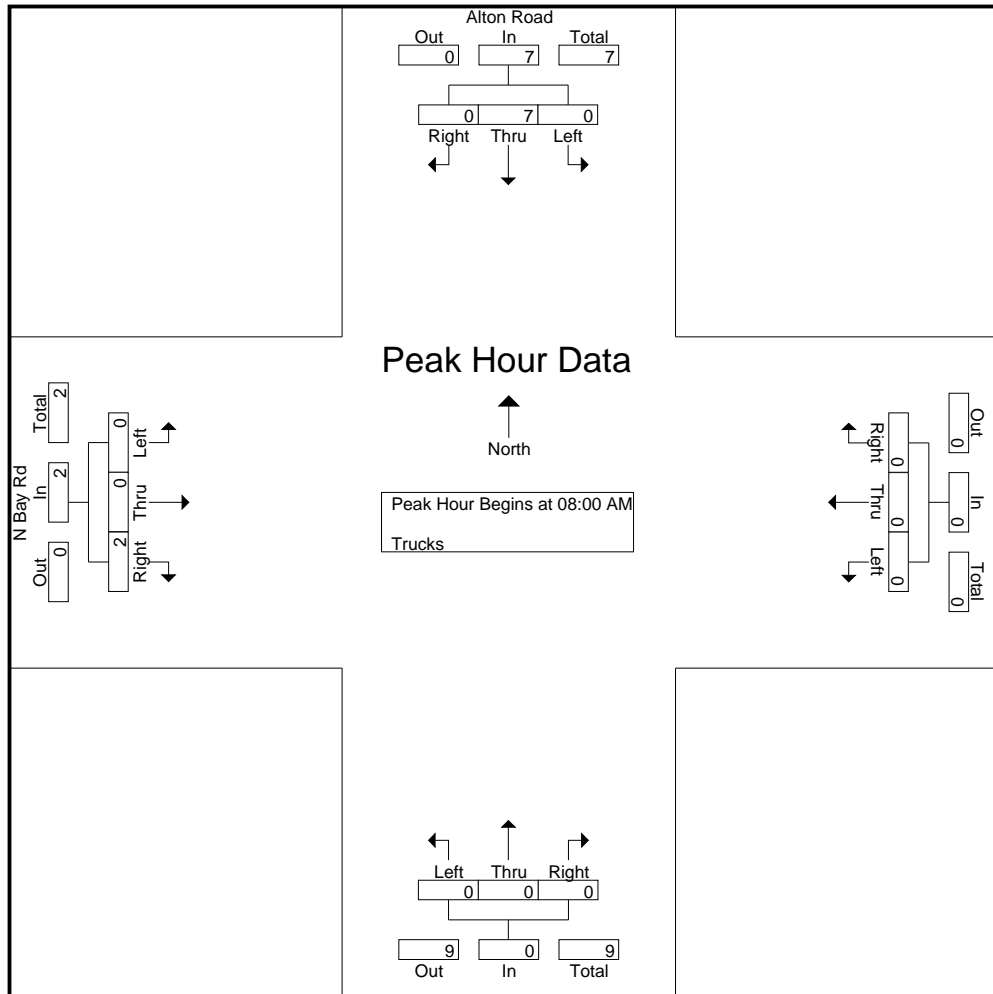 Alton Road
Out In Total
0 7 7
0 7 0
Right Thru Left
Peak Hour Data
North
Peak Hour Begins at 08:00 AM
Trucks
N Bay Rd
Total In Out
2 2 0
0 0 2
Left Thru Right
Right Thru Left
0 0 0
Out In Total
0 0 0
Left Thru Right
0 0 0
9 0 9
Out In Total